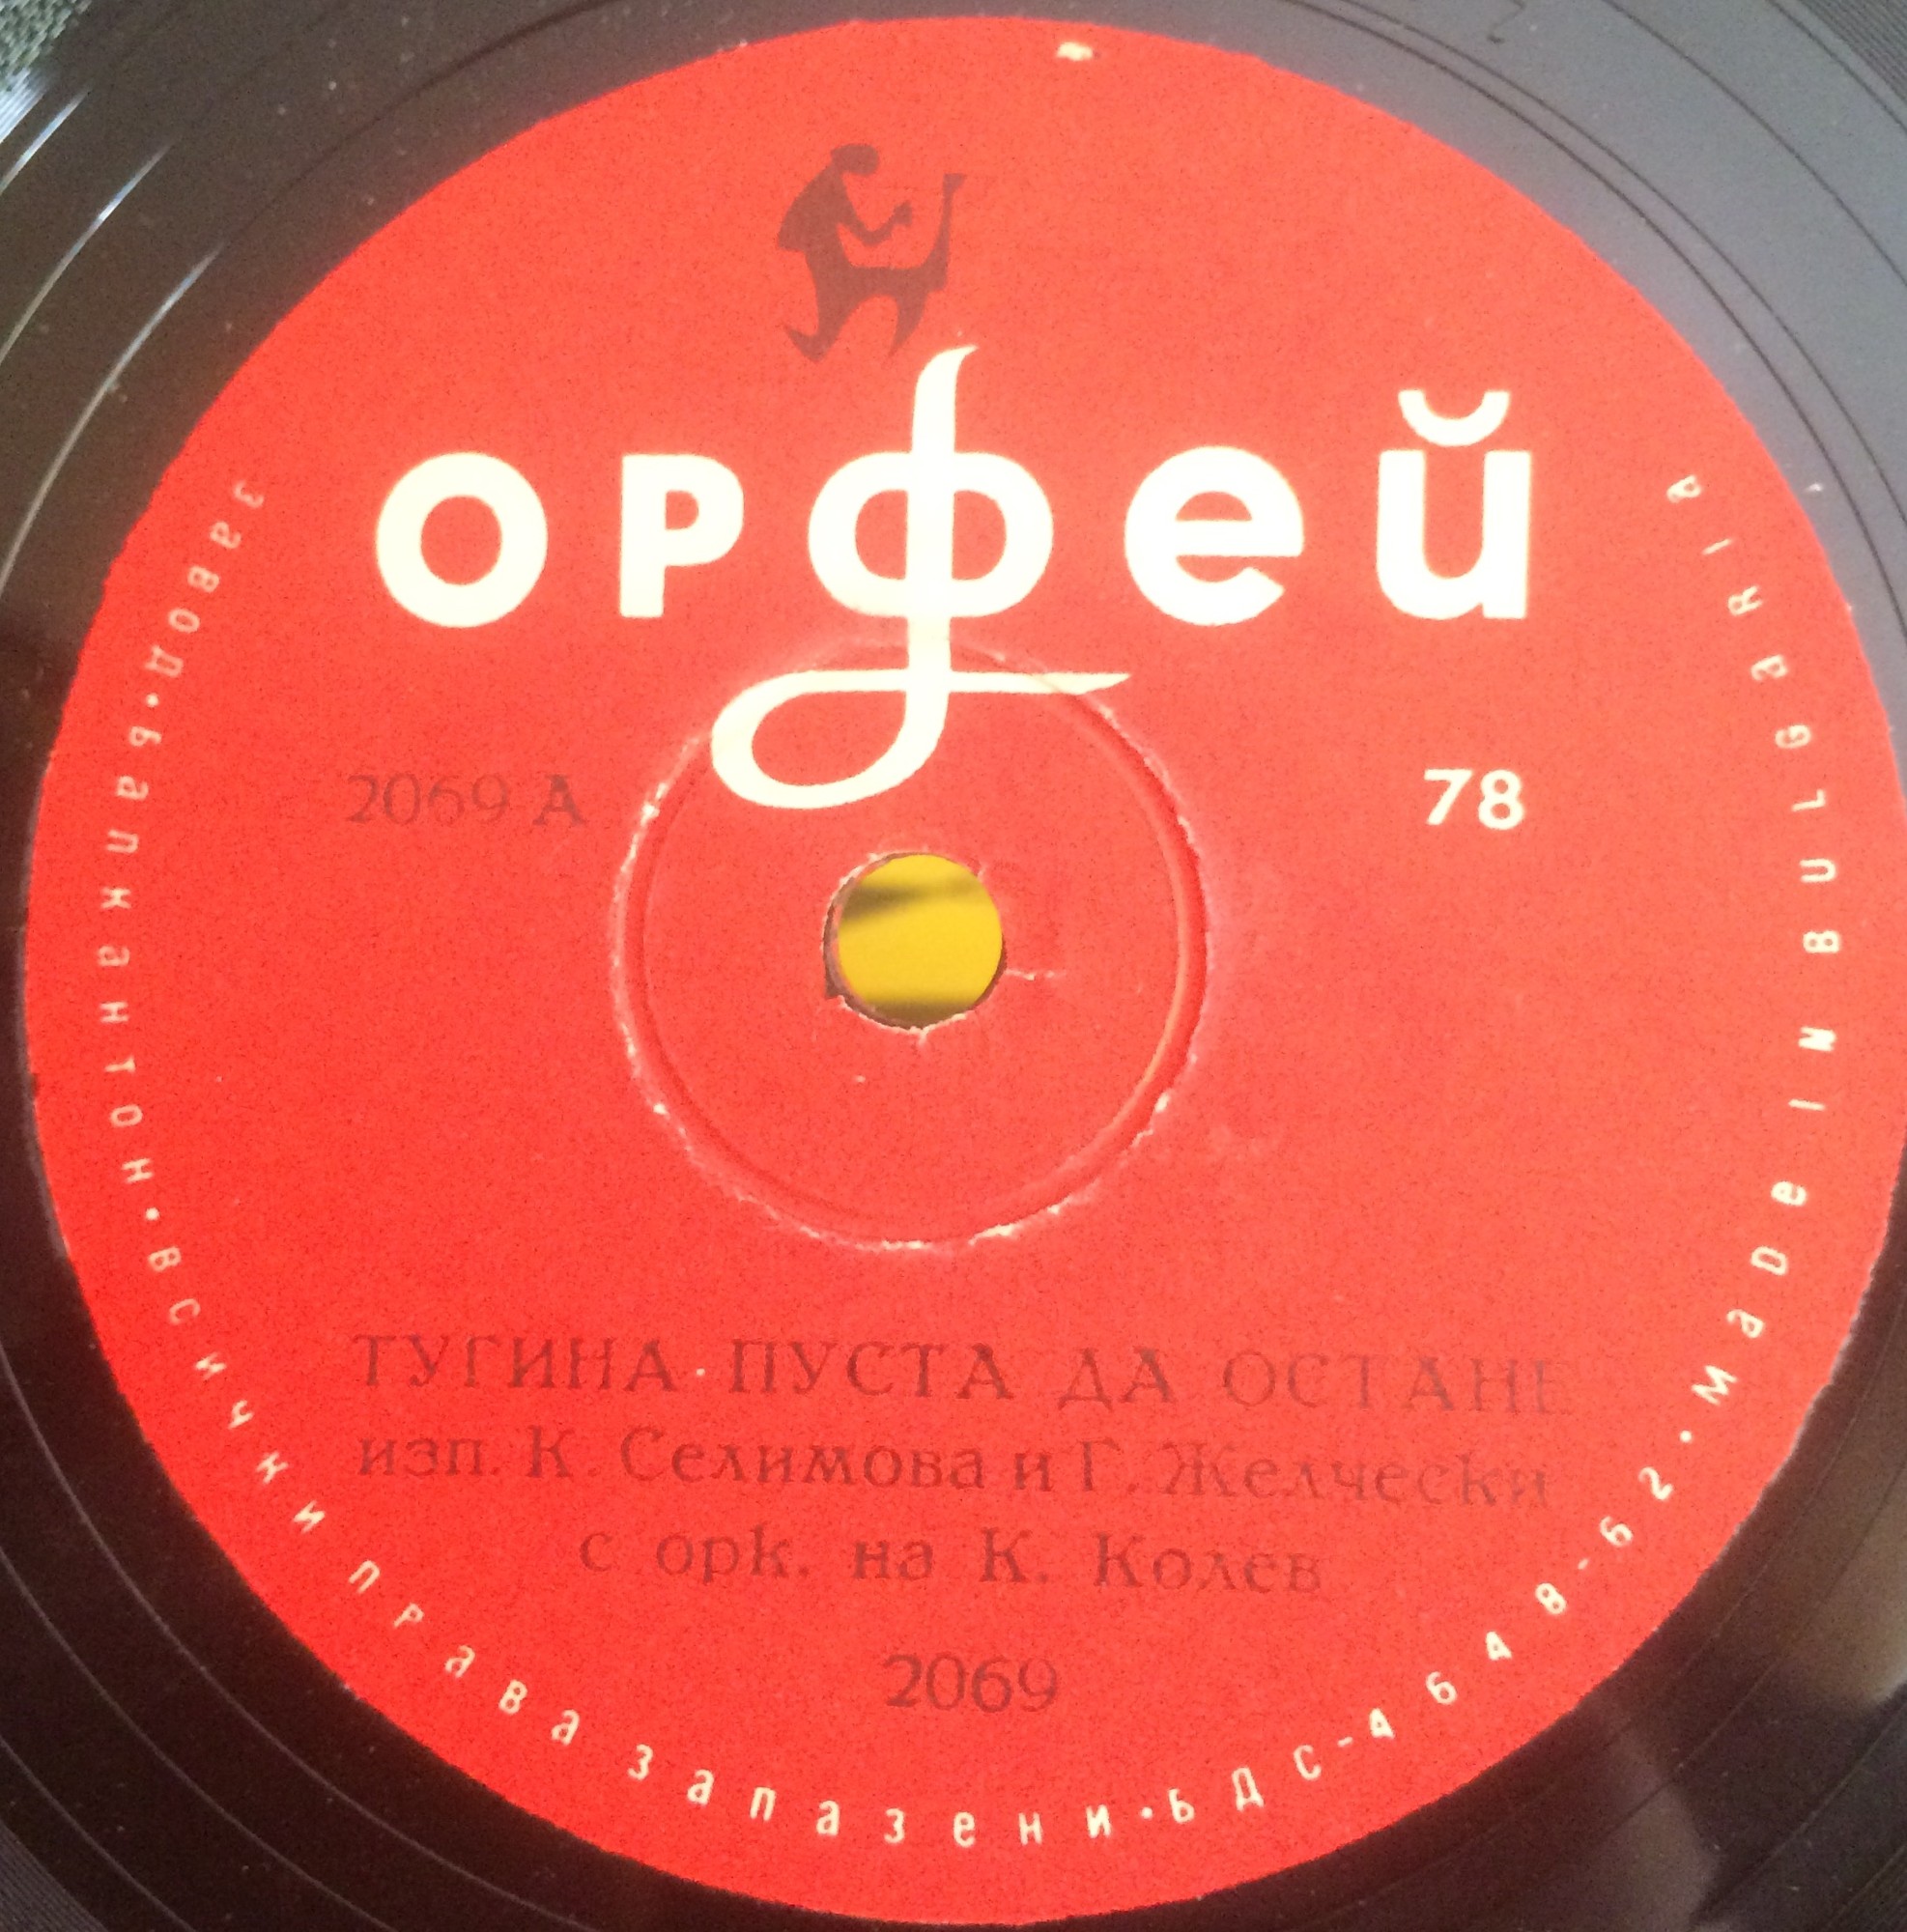 орфей
2069 А
78
ТУГИНА ПУСТА ДА ОСТАНЕ
изп. К. Селимова и Г. Желчески
с орк. на К. Колев
2069
завод·балкантон·всички права запазени·БДС-4648-62·MaDe IN BULGaRIa